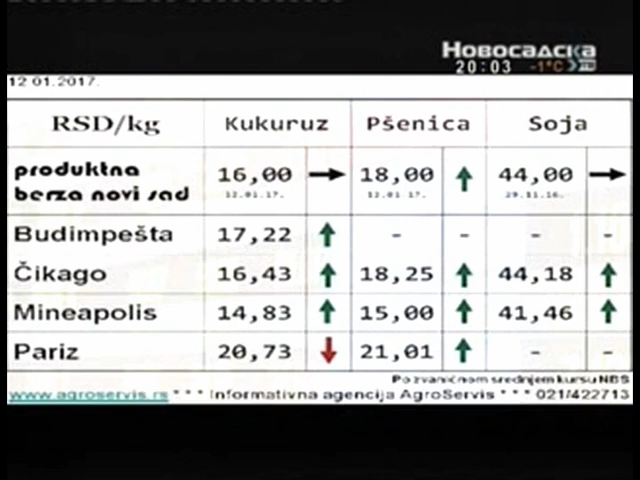 Новосадска
20:03 -1°C
12 01.2017.
RSD/kg Kukuruz Pšenica Soja
produktna berza novi sad 16,00 18,00 44,00
12.01.17. 12.01.17. 29.11.16.
Budimpešta 17,22 - - - -
Čikago 16,43 18,25 44,18
Mineapolis 14,83 15,00 41,46
Pariz 20,73 21,01 - -
Po zvaničnom srednjem kursu NBS
www.agroservis.rs * * * Informativna agencija AgroServis * * * 021/422713